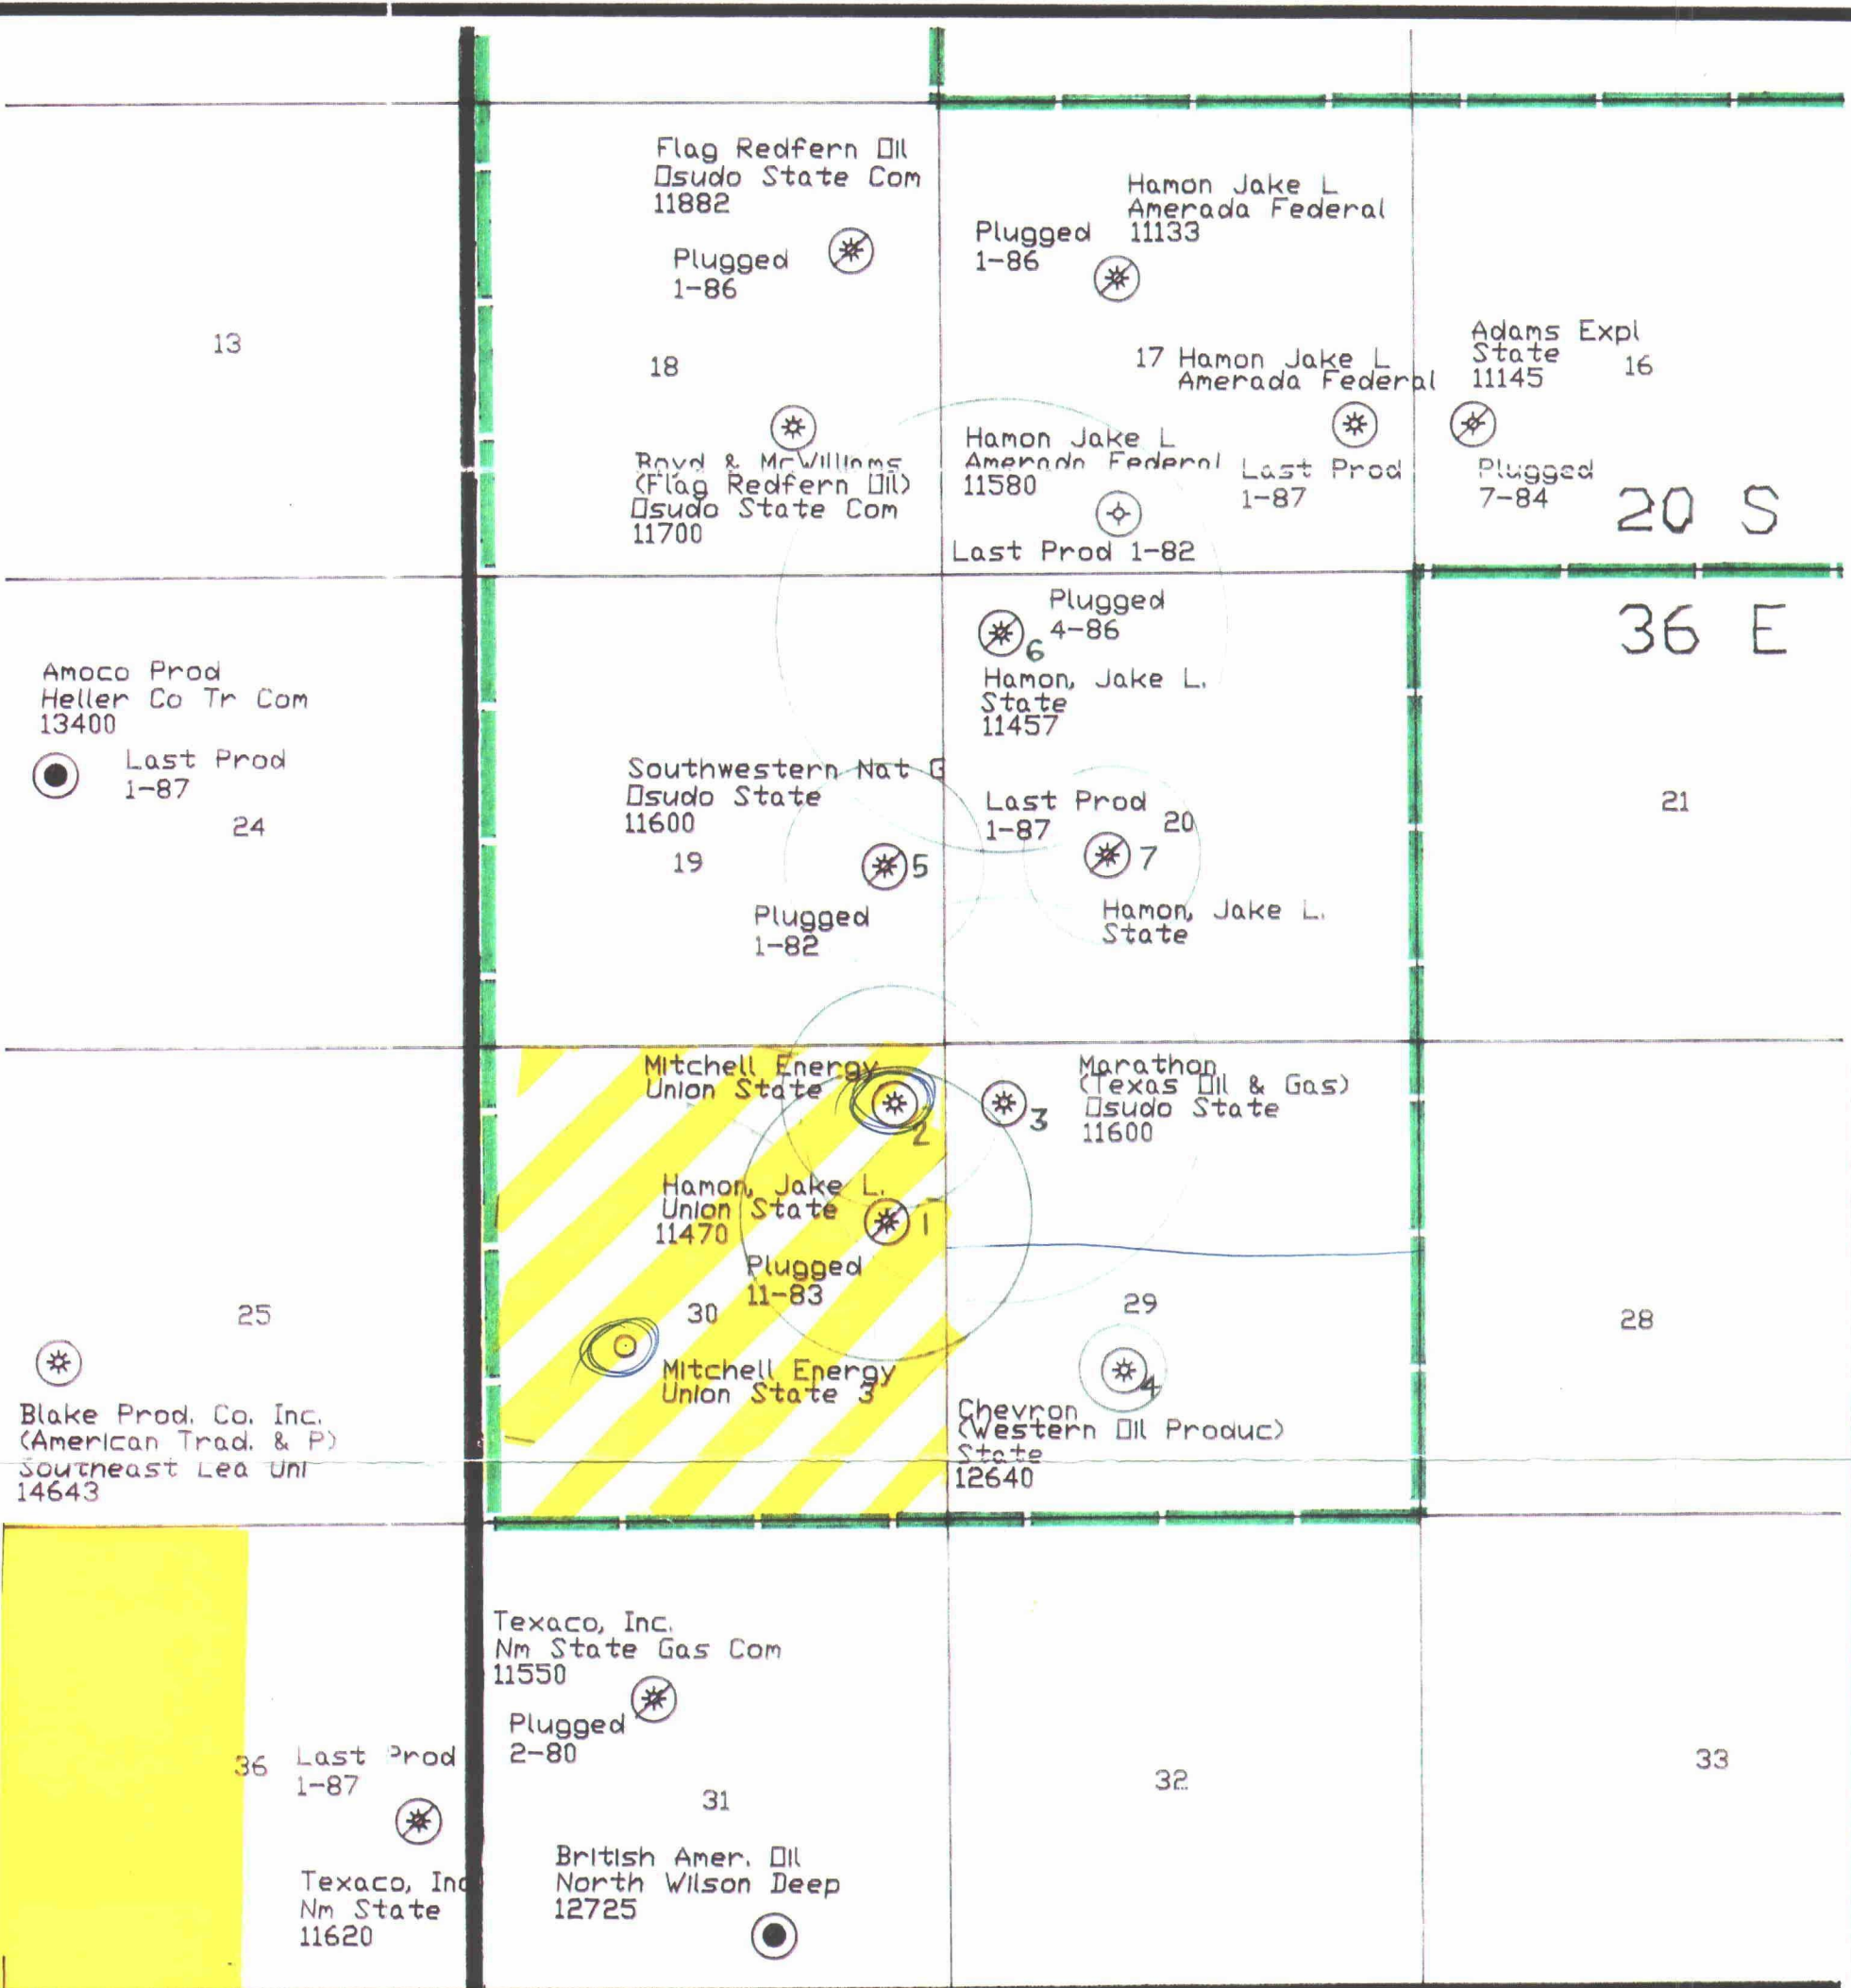 Flag Redfern Oil
Osudo State Com
11882
Plugged
1-86
Hamon Jake L
Amerada Federal
11133
Plugged
1-86
13
18
17
Hamon Jake L
Amerada Federal
Last Prod
1-87
Adams Expl
State
11145
16
Plugged
7-84
20 S
36 E
Boyd & McWilliams
(Flag Redfern Oil)
Osudo State Com
11700
Hamon Jake L
Amerada Federal
11580
Last Prod 1-82
Plugged
4-86
6
Hamon, Jake L.
State
11457
Amoco Prod
Heller Co Tr Com
13400
Last Prod
1-87
24
Southwestern Nat G
Osudo State
11600
19
5
Plugged
1-82
Last Prod
1-87
20
7
Hamon, Jake L.
State
21
Mitchell Energy
Union State
2
3
Marathon
(Texas Oil & Gas)
Osudo State
11600
Hamon, Jake L.
Union State
11470
1
Plugged
11-83
25
30
29
28
Mitchell Energy
Union State 3
4
Blake Prod. Co. Inc.
(American Trad. & P)
Southeast Lea Uni
14643
Chevron
(Western Oil Produc)
State
12640
Texaco, Inc.
Nm State Gas Com
11550
Plugged
2-80
36
Last Prod
1-87
31
32
33
Texaco, Inc
Nm State
11620
British Amer. Oil
North Wilson Deep
12725